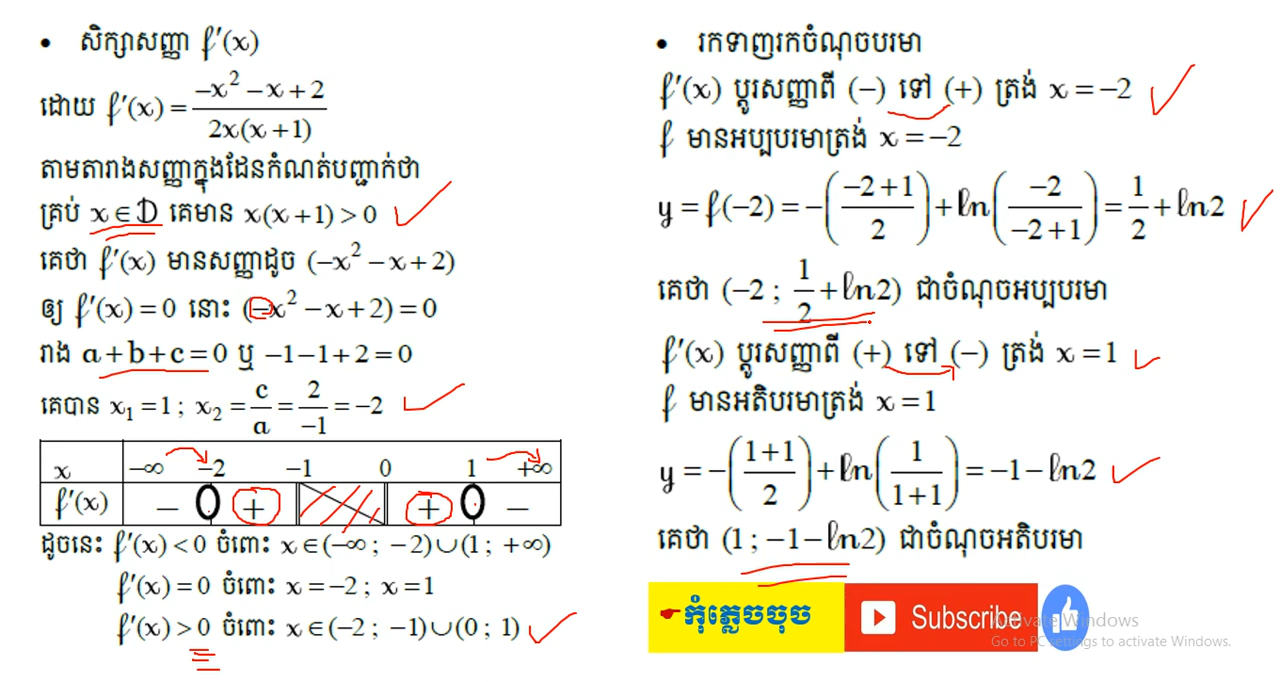 • សិក្សាសញ្ញា f′(x)
ដោយ f′(x) = (−x² − x + 2) / (2x(x + 1))
តាមតារាងសញ្ញាក្នុងដែនកំណត់បញ្ជាក់ថា
គ្រប់ x ∈ D គេមាន x(x + 1) > 0
គេថា f′(x) មានសញ្ញាដូច (−x² − x + 2)
ឲ្យ f′(x) = 0 នោះ (−x² − x + 2) = 0
រាង a + b + c = 0 ឬ −1 − 1 + 2 = 0
គេបាន x₁ = 1 ; x₂ = c/a = 2/−1 = −2
x −∞ −2 −1 0 1 +∞
f′(x) − 0 + + 0 −
ដូចនេះ f′(x) < 0 ចំពោះ x ∈ (−∞ ; −2) ∪ (1 ; +∞)
f′(x) = 0 ចំពោះ x = −2 ; x = 1
f′(x) > 0 ចំពោះ x ∈ (−2 ; −1) ∪ (0 ; 1)
• រកទាញរកចំណុចបរមា
f′(x) ប្តូរសញ្ញាពី (−) ទៅ (+) ត្រង់ x = −2
f មានអប្បបរមាត្រង់ x = −2
y = f(−2) = −((−2 + 1)/2) + ln(−2/(−2 + 1)) = 1/2 + ln2
គេថា (−2 ; 1/2 + ln2) ជាចំណុចអប្បបរមា
f′(x) ប្តូរសញ្ញាពី (+) ទៅ (−) ត្រង់ x = 1
f មានអតិបរមាត្រង់ x = 1
y = −((1 + 1)/2) + ln(1/(1 + 1)) = −1 − ln2
គេថា (1 ; −1 − ln2) ជាចំណុចអតិបរមា
កុំភ្លេចចុច Subscribe
Activate Windows
Go to PC settings to activate Windows.